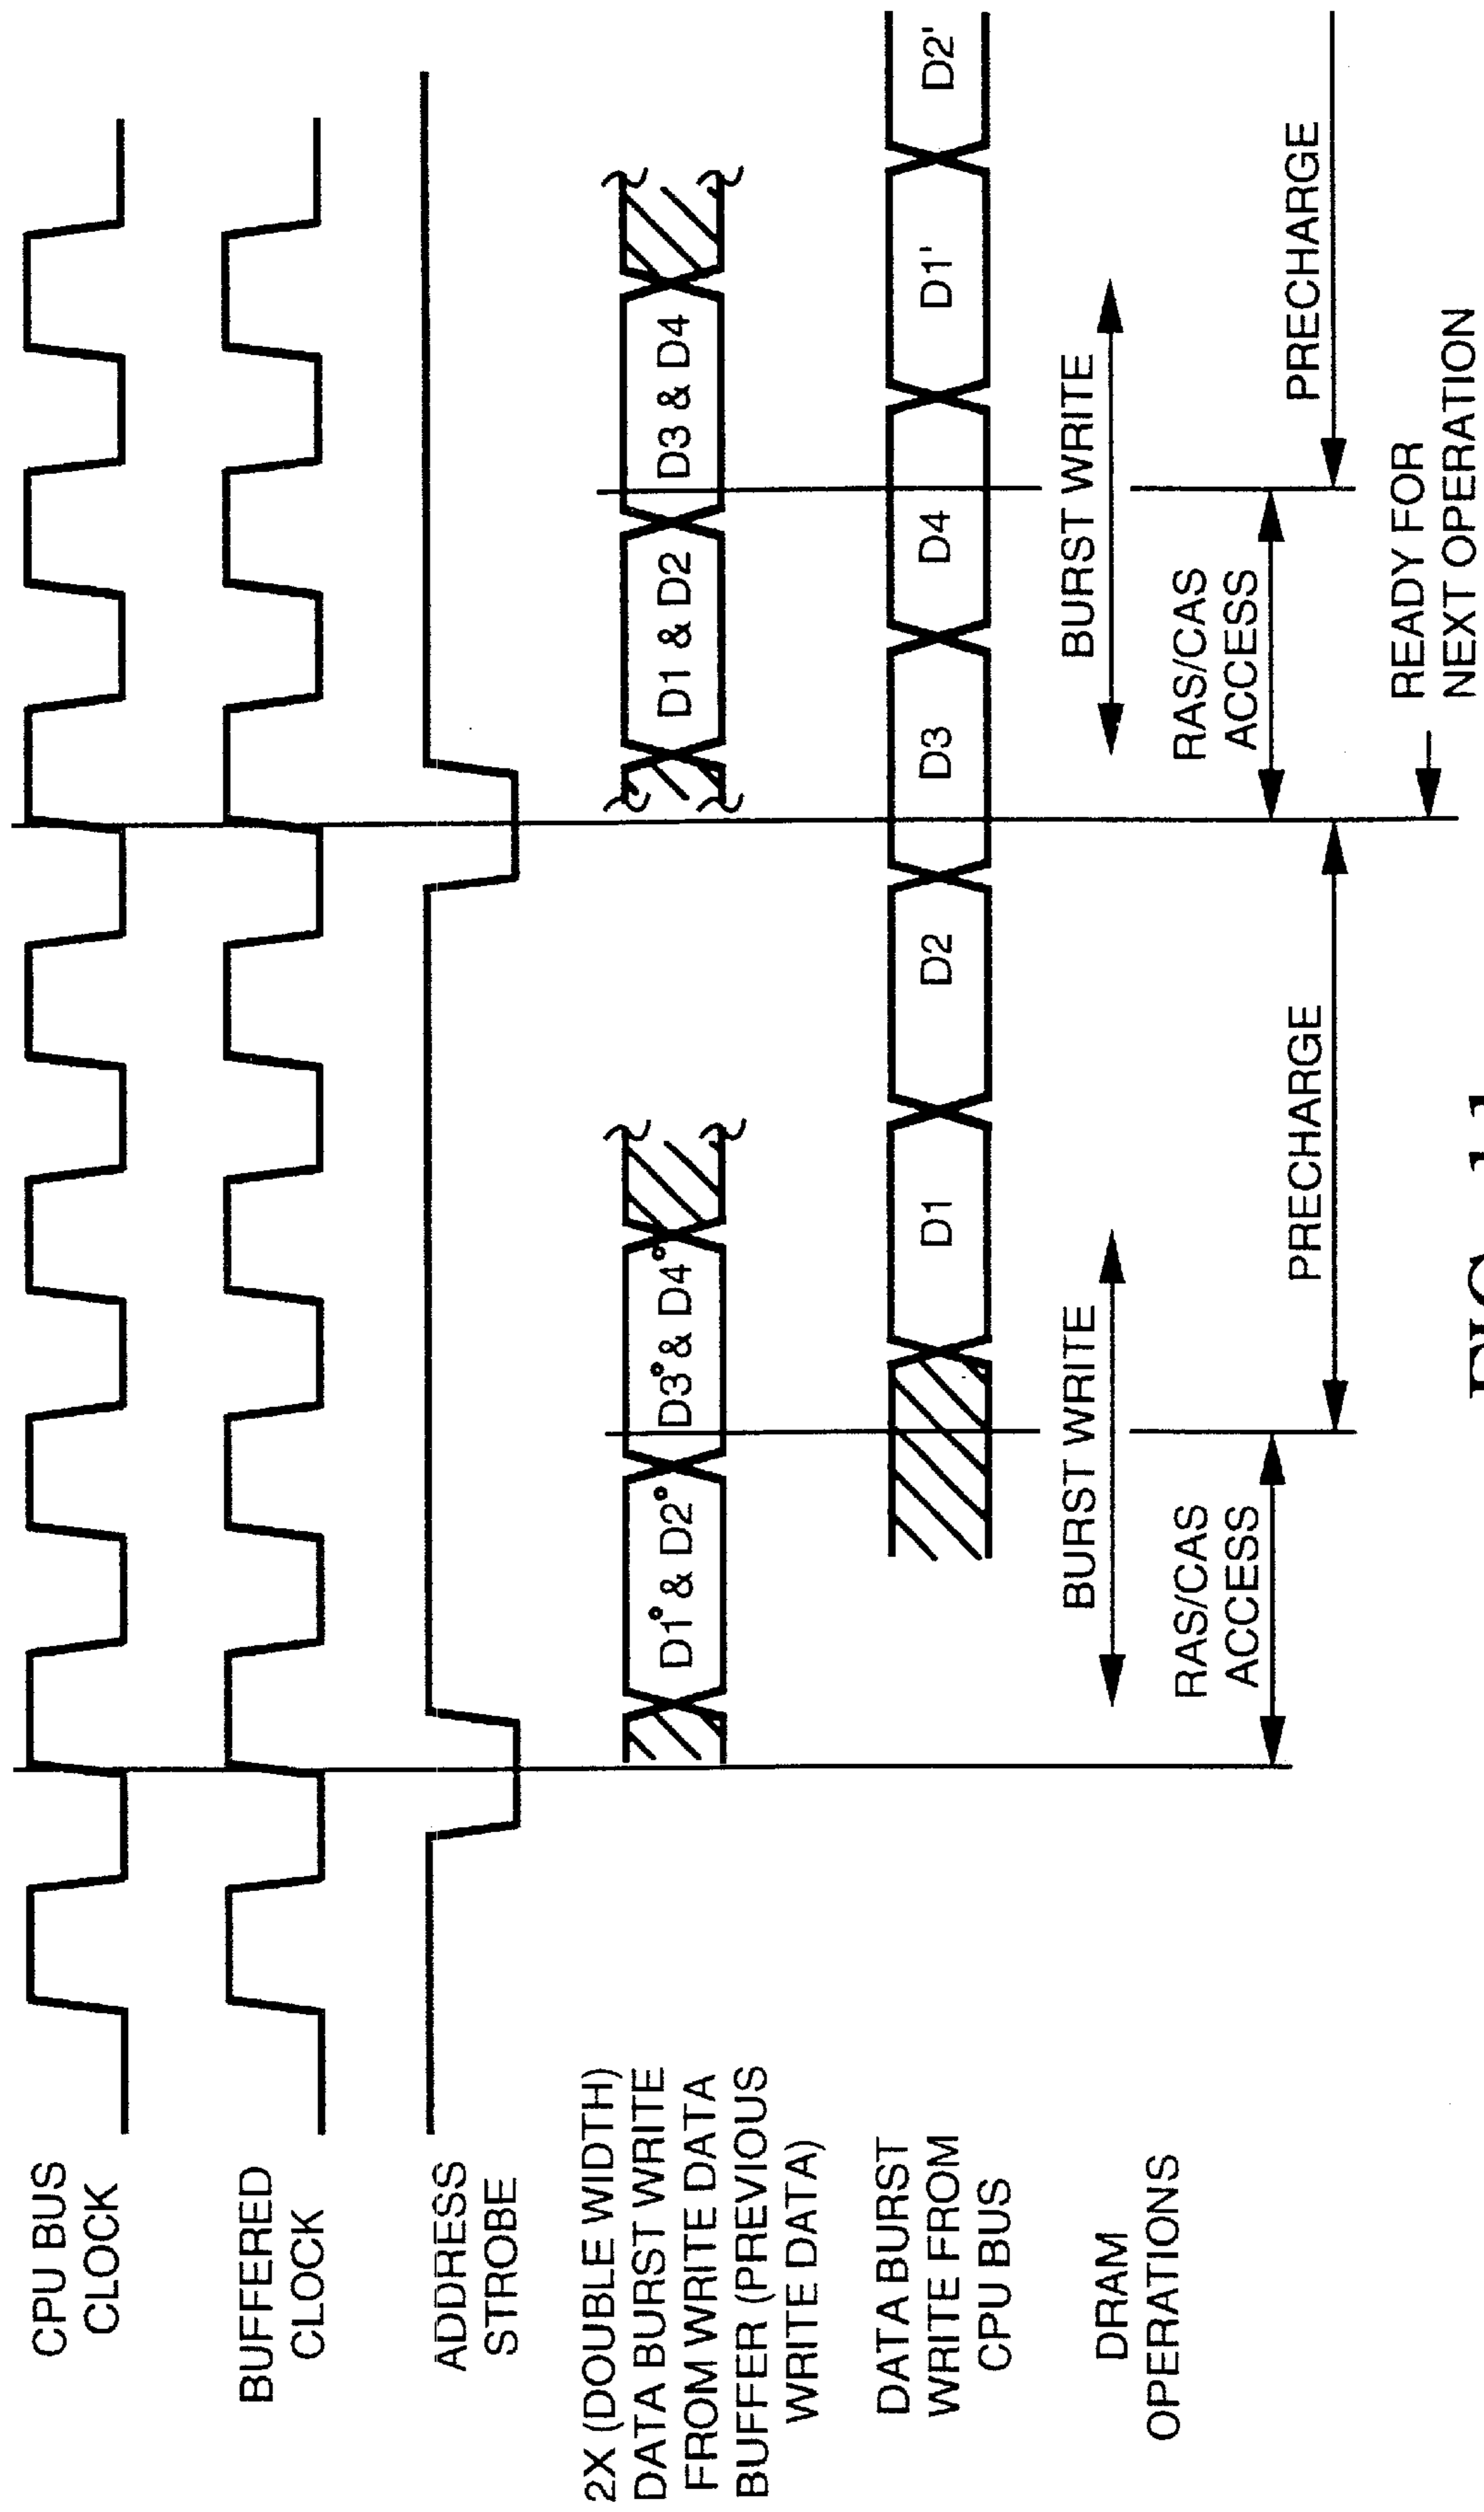 CPU BUS
CLOCK
BUFFERED
CLOCK
ADDRESS
STROBE
2X (DOUBLE WIDTH)
DATA BURST WRITE
FROM WRITE DATA
BUFFER (PREVIOUS
WRITE DATA)
D1° & D2°
D3° & D4°
D1 & D2
D3 & D4
DATA BURST
WRITE FROM
CPU BUS
D1
D2
D3
D4
D1'
D2'
DRAM
OPERATIONS
BURST WRITE
BURST WRITE
RAS/CAS
ACCESS
RAS/CAS
ACCESS
PRECHARGE
PRECHARGE
READY FOR
NEXT OPERATION